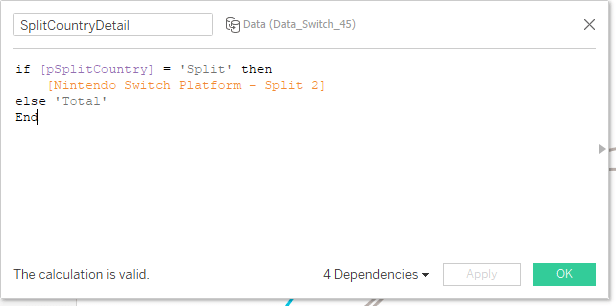 SplitCountryDetail
Data (Data_Switch_45)
if [pSplitCountry] = 'Split' then
[Nintendo Switch Platform - Split 2]
else 'Total'
End
The calculation is valid.
4 Dependencies
Apply
OK